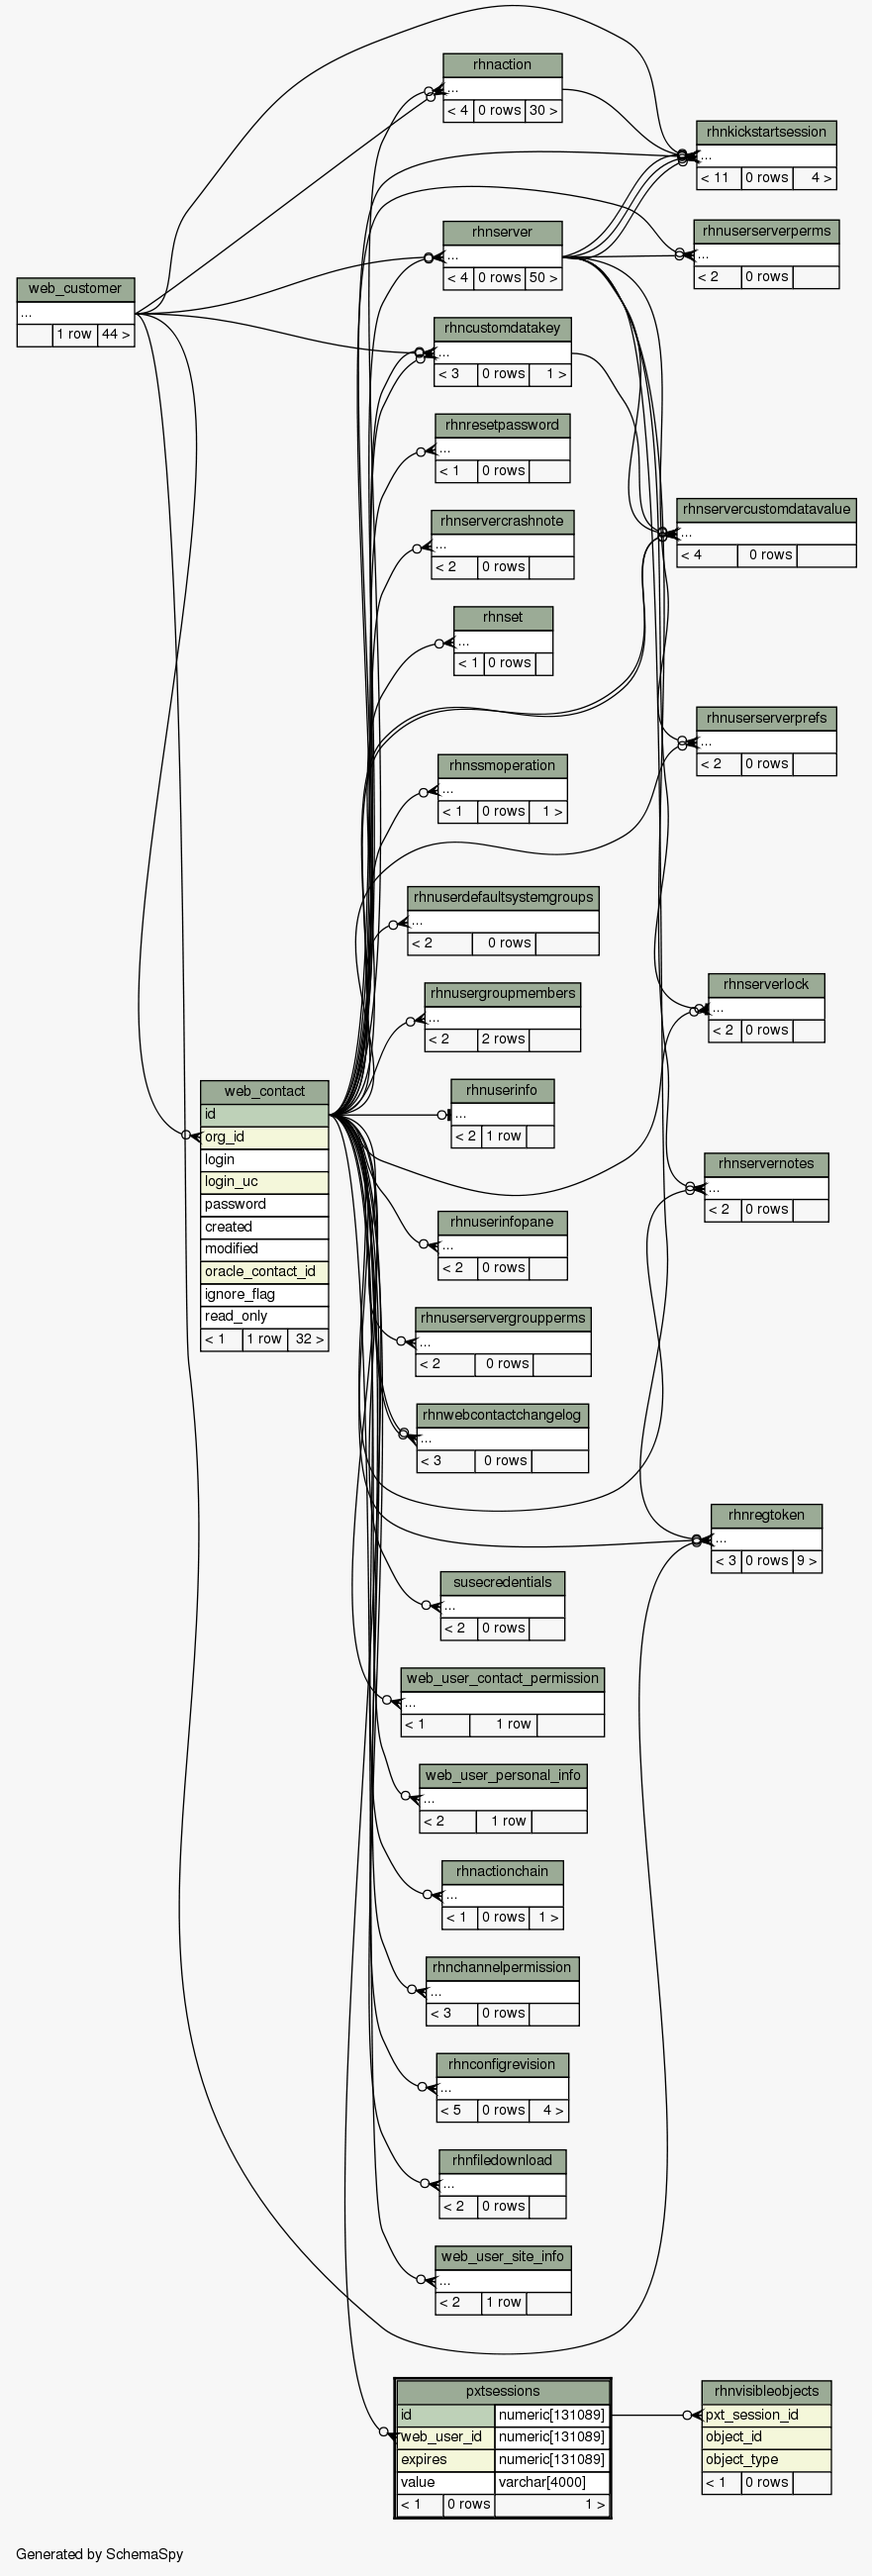 rhnaction
...
< 4 0 rows 30 >
rhnkickstartsession
...
< 11 0 rows 4 >
rhnuserserverperms
...
< 2 0 rows
rhnserver
...
< 4 0 rows 50 >
web_customer
...
1 row 44 >
rhncustomdatakey
...
< 3 0 rows 1 >
rhnresetpassword
...
< 1 0 rows
rhnservercustomdatavalue
...
< 4 0 rows
rhnservercrashnote
...
< 2 0 rows
rhnset
...
< 1 0 rows
rhnuserserverprefs
...
< 2 0 rows
rhnssmoperation
...
< 1 0 rows 1 >
rhnuserdefaultsystemgroups
...
< 2 0 rows
rhnserverlock
...
< 2 0 rows
rhnusergroupmembers
...
< 2 2 rows
web_contact
id
org_id
login
login_uc
password
created
modified
oracle_contact_id
ignore_flag
read_only
< 1 1 row 32 >
rhnuserinfo
...
< 2 1 row
rhnservernotes
...
< 2 0 rows
rhnuserinfopane
...
< 2 0 rows
rhnuserservergroupperms
...
< 2 0 rows
rhnwebcontactchangelog
...
< 3 0 rows
rhnregtoken
...
< 3 0 rows 9 >
susecredentials
...
< 2 0 rows
web_user_contact_permission
...
< 1 1 row
web_user_personal_info
...
< 2 1 row
rhnactionchain
...
< 1 0 rows 1 >
rhnchannelpermission
...
< 3 0 rows
rhnconfigrevision
...
< 5 0 rows 4 >
rhnfiledownload
...
< 2 0 rows
web_user_site_info
...
< 2 1 row
pxtsessions
id numeric[131089]
web_user_id numeric[131089]
expires numeric[131089]
value varchar[4000]
< 1 0 rows 1 >
rhnvisibleobjects
pxt_session_id
object_id
object_type
< 1 0 rows
Generated by SchemaSpy